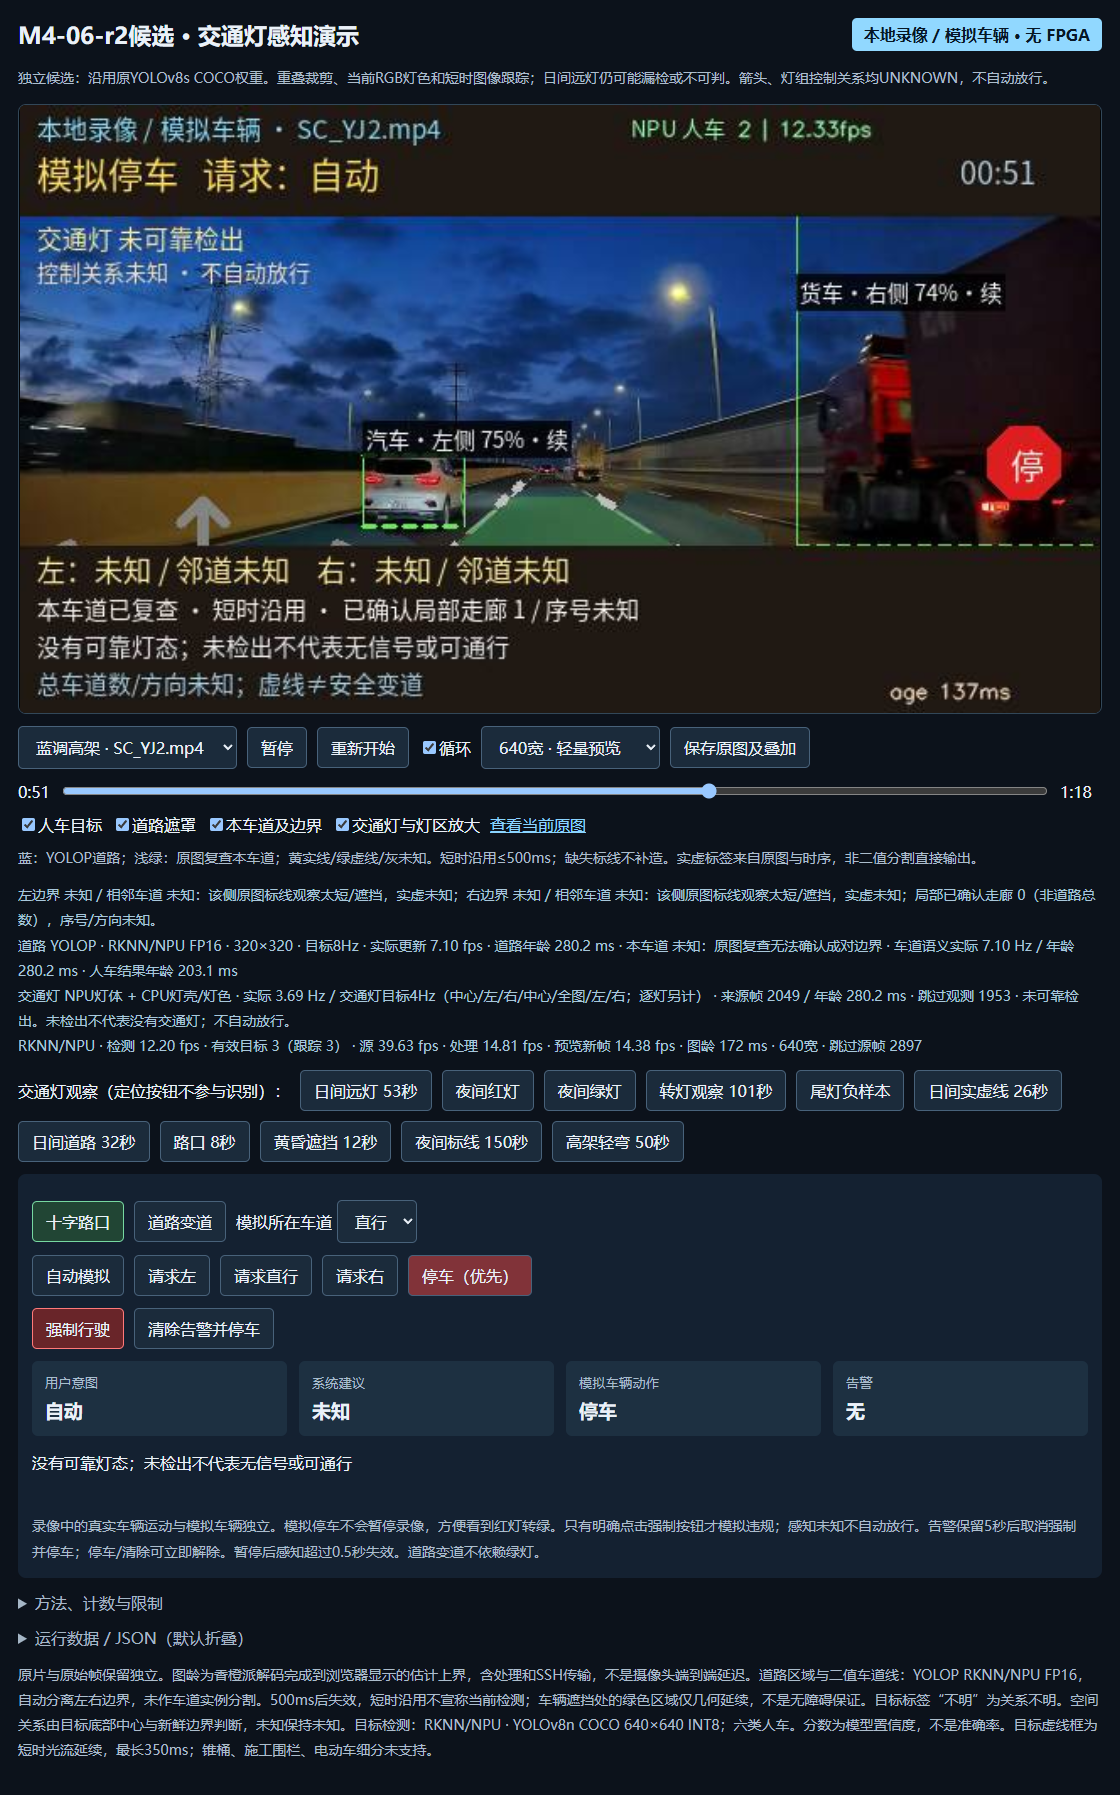 M4-06-r2候选 • 交通灯感知演示
本地录像 / 模拟车辆 • 无 FPGA
独立候选：沿用原YOLOv8s COCO权重。重叠裁剪、当前RGB灯色和短时图像跟踪；日间远灯仍可能漏检或不可判。箭头、灯组控制关系均UNKNOWN，不自动放行。
本地录像 / 模拟车辆 · SC_YJ2.mp4
NPU 人车 2 | 12.33fps
模拟停车 请求：自动
00:51
交通灯 未可靠检出
控制关系未知 · 不自动放行
货车·右侧 74%·续
汽车·左侧 75%·续
停
左：未知 / 邻道未知 右：未知 / 邻道未知
本车道已复查 · 短时沿用 · 已确认局部走廊 1 / 序号未知
没有可靠灯态；未检出不代表无信号或可通行
总车道数/方向未知；虚线≠安全变道
age 137ms
蓝调高架 · SC_YJ2.mp4
暂停
重新开始
循环
640宽 · 轻量预览
保存原图及叠加
0:51
1:18
人车目标
道路遮罩
本车道及边界
交通灯与灯区放大
查看当前原图
蓝：YOLOP道路；浅绿：原图复查本车道；黄实线/绿虚线/灰未知。短时沿用≤500ms；缺失标线不补造。实虚标签来自原图与时序，非二值分割直接输出。
左边界 未知 / 相邻车道 未知：该侧原图标线观察太短/遮挡，实虚未知；右边界 未知 / 相邻车道 未知：该侧原图标线观察太短/遮挡，实虚未知；局部已确认走廊 0（非道路总
数），序号/方向未知。
道路 YOLOP · RKNN/NPU FP16 · 320×320 · 目标8Hz · 实际更新 7.10 fps · 道路年龄 280.2 ms · 本车道 未知：原图复查无法确认成对边界 · 车道语义实际 7.10 Hz / 年龄
280.2 ms · 人车结果年龄 203.1 ms
交通灯 NPU灯体 + CPU灯壳/灯色 · 实际 3.69 Hz / 交通灯目标4Hz（中心/左/右/中心/全图/左/右；逐灯另计） · 来源帧 2049 / 年龄 280.2 ms · 跳过观测 1953 · 未可靠检
出。未检出不代表没有交通灯；不自动放行。
RKNN/NPU · 检测 12.20 fps · 有效目标 3（跟踪 3） · 源 39.63 fps · 处理 14.81 fps · 预览新帧 14.38 fps · 图龄 172 ms · 640宽 · 跳过源帧 2897
交通灯观察（定位按钮不参与识别）：
日间远灯 53秒
夜间红灯
夜间绿灯
转灯观察 101秒
尾灯负样本
日间实虚线 26秒
日间道路 32秒
路口 8秒
黄昏遮挡 12秒
夜间标线 150秒
高架轻弯 50秒
十字路口
道路变道
模拟所在车道
直行
自动模拟
请求左
请求直行
请求右
停车（优先）
强制行驶
清除告警并停车
用户意图
自动
系统建议
未知
模拟车辆动作
停车
告警
无
没有可靠灯态；未检出不代表无信号或可通行
录像中的真实车辆运动与模拟车辆独立。模拟停车不会暂停录像，方便看到红灯转绿。只有明确点击强制按钮才模拟违规；感知未知不自动放行。告警保留5秒后取消强制
并停车；停车/清除可立即解除。暂停后感知超过0.5秒失效。道路变道不依赖绿灯。
方法、计数与限制
运行数据 / JSON（默认折叠）
原片与原始帧保留独立。图龄为香橙派解码完成到浏览器显示的估计上界，含处理和SSH传输，不是摄像头端到端延迟。道路区域与二值车道线：YOLOP RKNN/NPU FP16，
自动分离左右边界，未作车道实例分割。500ms后失效，短时沿用不宣称当前检测；车辆遮挡处的绿色区域仅几何延续，不是无障碍保证。目标标签“不明”为关系不明。空间
关系由目标底部中心与新鲜边界判断，未知保持未知。目标检测：RKNN/NPU · YOLOv8n COCO 640×640 INT8；六类人车。分数为模型置信度，不是准确率。目标虚线框为
短时光流延续，最长350ms；锥桶、施工围栏、电动车细分未支持。